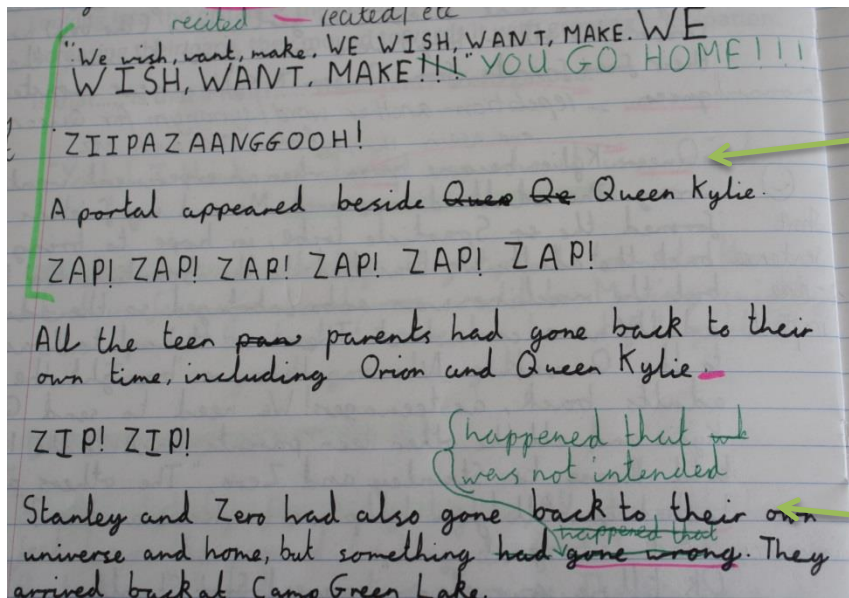 recited — recited/ etc
"We wish, want, make. WE WISH, WANT, MAKE. WE
WISH, WANT, MAKE!!!" YOU GO HOME!!!
ZIIPAZAANGGOOH!
A portal appeared beside Quee Qe Queen Kylie.
ZAP! ZAP! ZAP! ZAP! ZAP! ZAP!
All the teen paw parents had gone back to their
own time, including Orion and Queen Kylie.
ZIP! ZIP!
happened that
was not intended
Stanley and Zero had also gone back to their own
happened that
universe and home, but something had gone wrong. They
arrived back at Camp Green Lake.